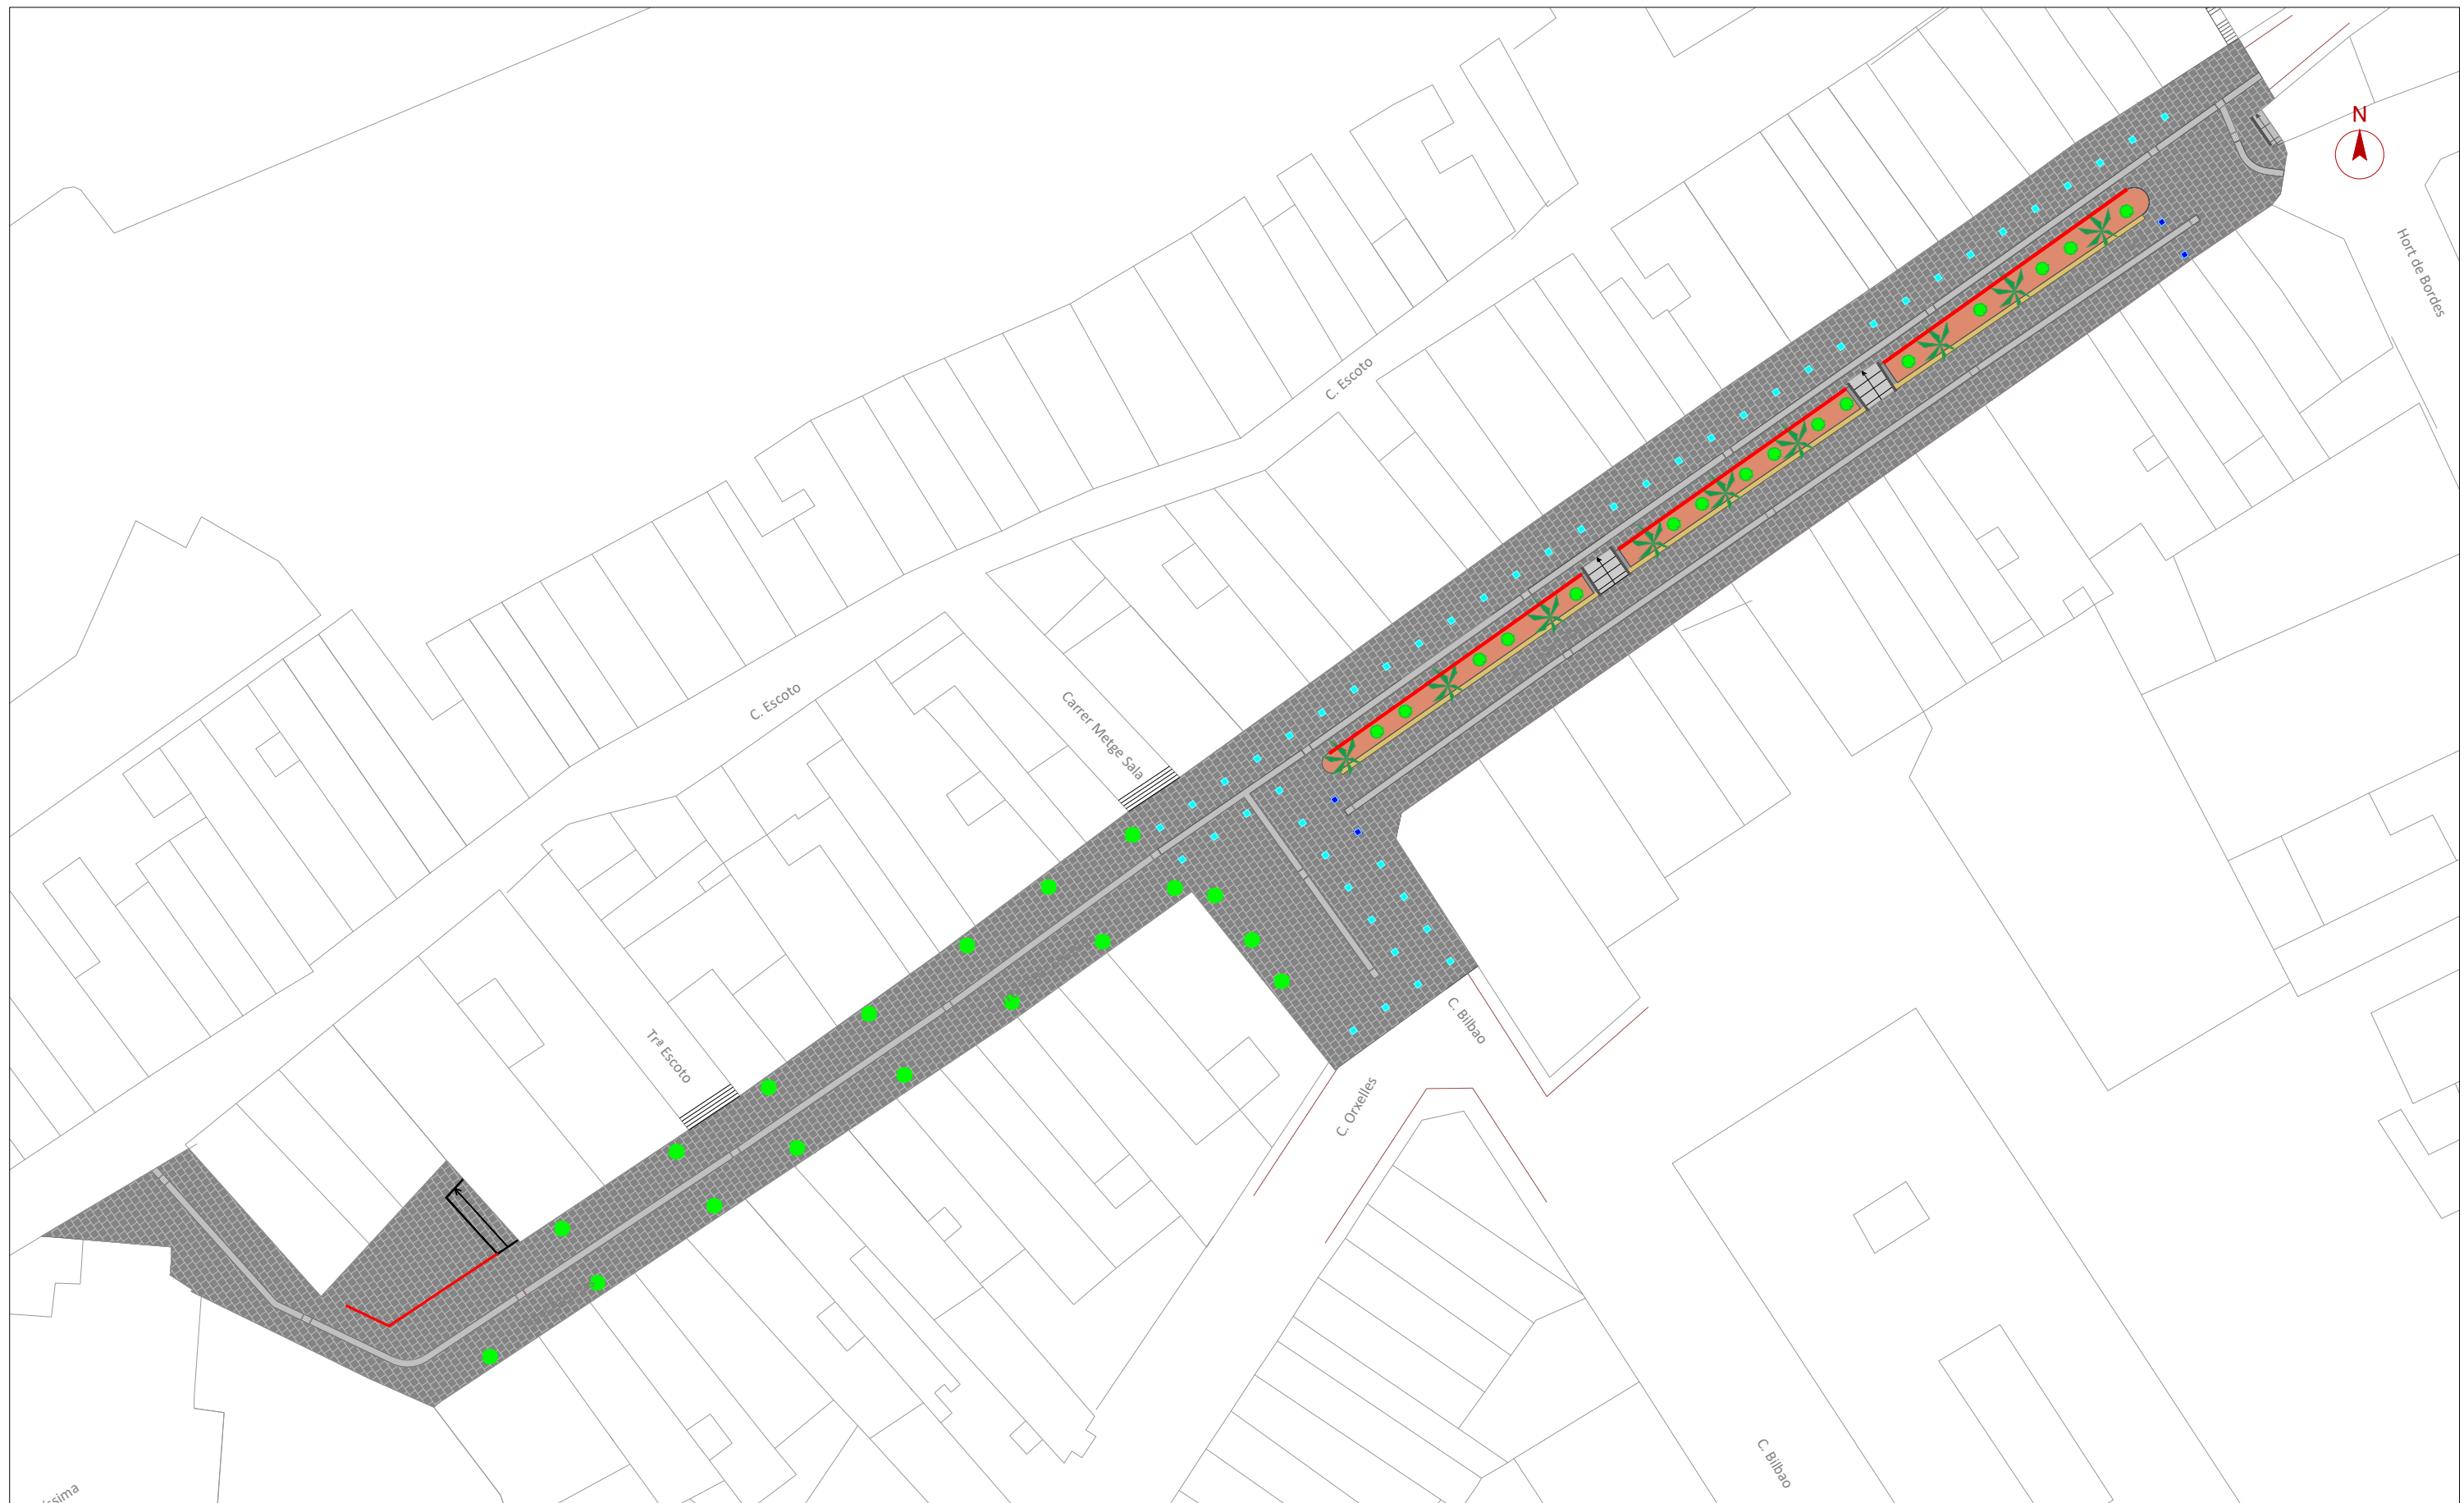 N
Hort de Bordes
C. Escoto
C. Escoto
Carrer Metge Sala
Trª Escoto
C. Bilbao
C. Orxelles
C. Bilbao